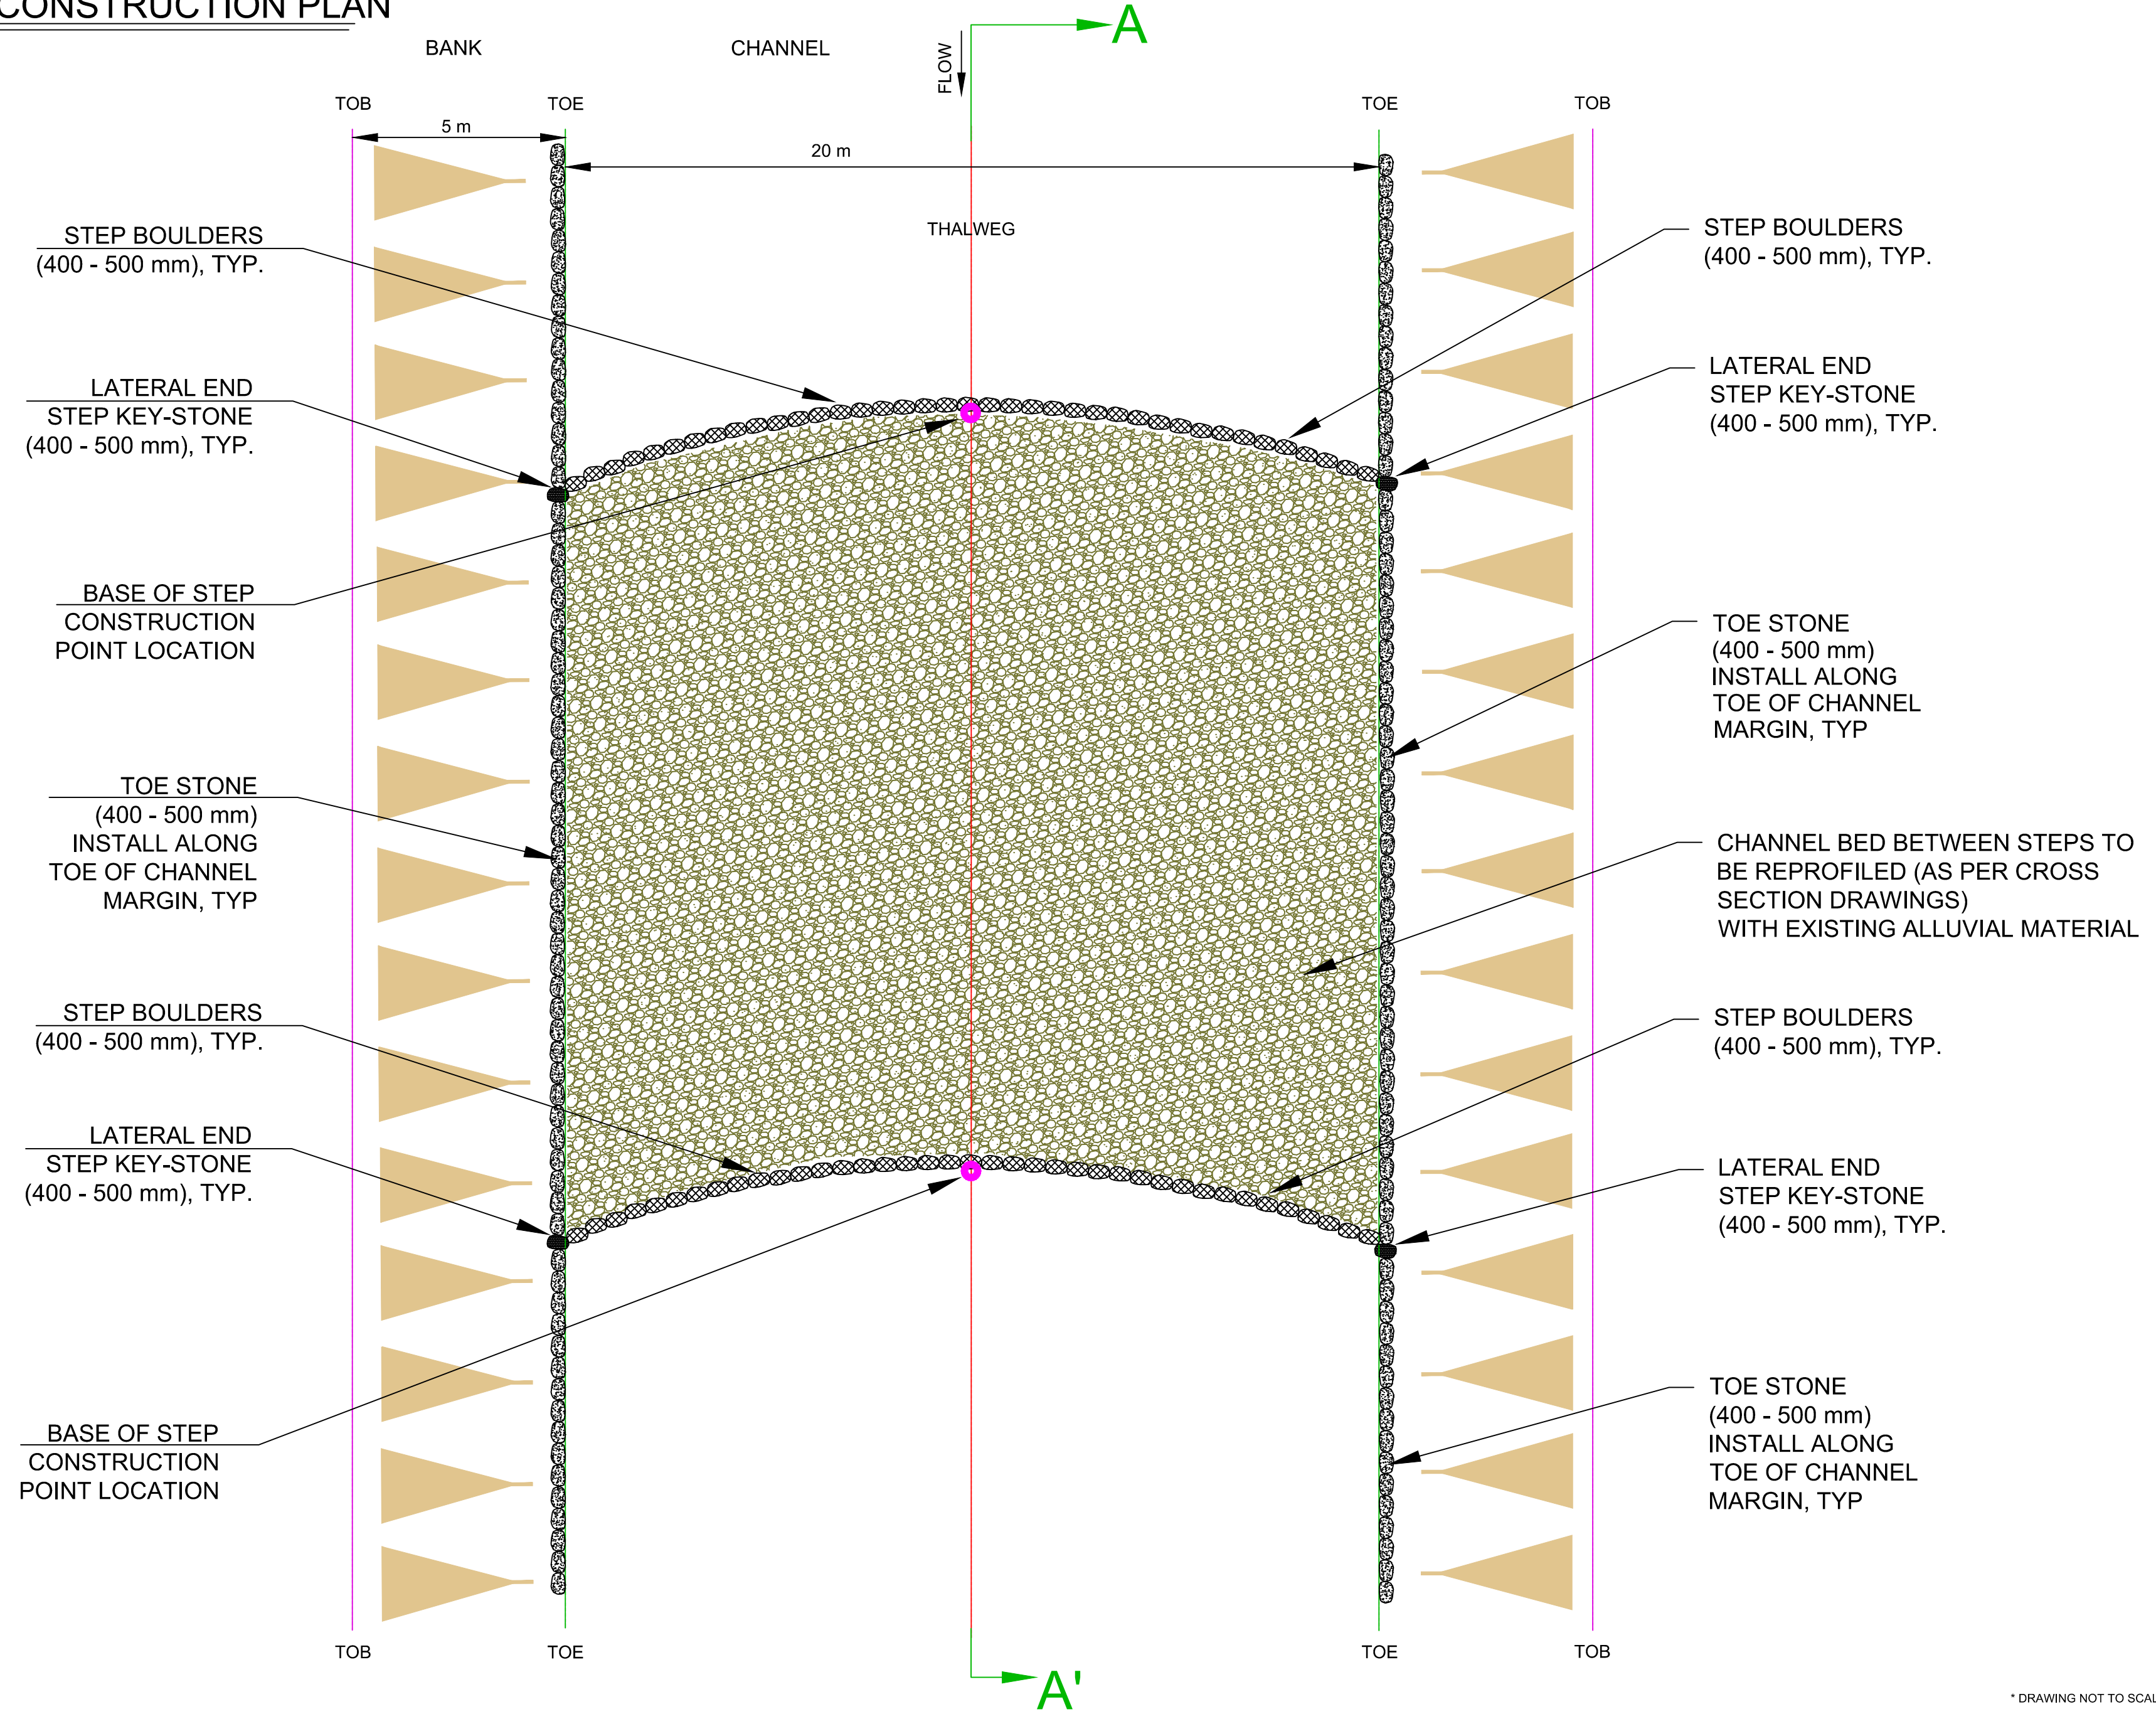 CONSTRUCTION PLAN
A
BANK
CHANNEL
FLOW
TOB
TOE
TOE
TOB
5 m
20 m
THALWEG
STEP BOULDERS
(400 - 500 mm), TYP.
LATERAL END
STEP KEY-STONE
(400 - 500 mm), TYP.
BASE OF STEP
CONSTRUCTION
POINT LOCATION
TOE STONE
(400 - 500 mm)
INSTALL ALONG
TOE OF CHANNEL
MARGIN, TYP
STEP BOULDERS
(400 - 500 mm), TYP.
LATERAL END
STEP KEY-STONE
(400 - 500 mm), TYP.
BASE OF STEP
CONSTRUCTION
POINT LOCATION
STEP BOULDERS
(400 - 500 mm), TYP.
LATERAL END
STEP KEY-STONE
(400 - 500 mm), TYP.
TOE STONE
(400 - 500 mm)
INSTALL ALONG
TOE OF CHANNEL
MARGIN, TYP
CHANNEL BED BETWEEN STEPS TO
BE REPROFILED (AS PER CROSS
SECTION DRAWINGS)
WITH EXISTING ALLUVIAL MATERIAL
STEP BOULDERS
(400 - 500 mm), TYP.
LATERAL END
STEP KEY-STONE
(400 - 500 mm), TYP.
TOE STONE
(400 - 500 mm)
INSTALL ALONG
TOE OF CHANNEL
MARGIN, TYP
TOB
TOE
TOE
TOB
A'
* DRAWING NOT TO SCAL